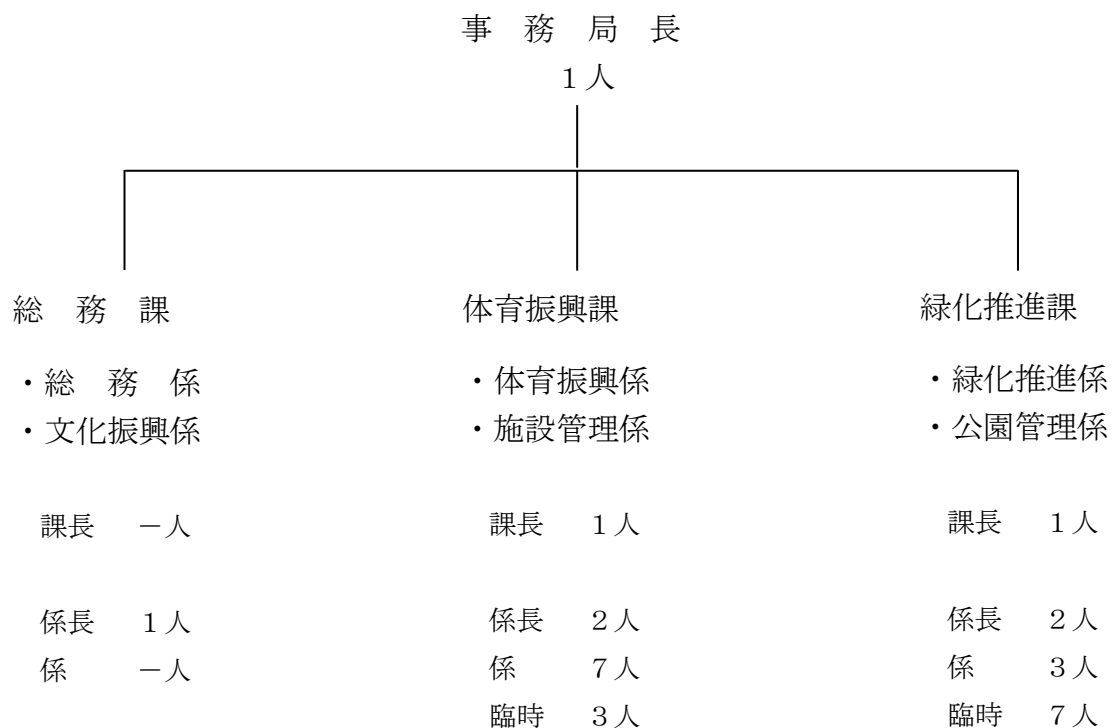 事　務　局　長
１人
総　務　課
・総　務　係
・文化振興係
課長　－人
係長　１人
係　－人
体育振興課
・体育振興係
・施設管理係
課長　１人
係長　２人
係　７人
臨時　３人
緑化推進課
・緑化推進係
・公園管理係
課長　１人
係長　２人
係　３人
臨時　７人